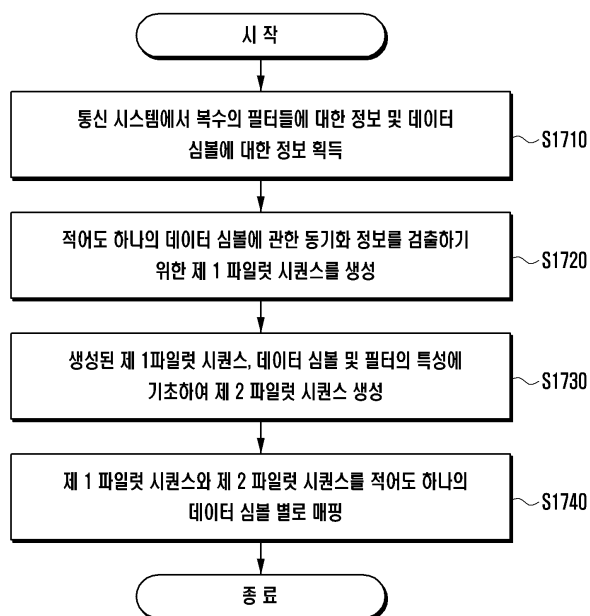 시 작
통신 시스템에서 복수의 필터들에 대한 정보 및 데이터
심볼에 대한 정보 획득
S1710
적어도 하나의 데이터 심볼에 관한 동기화 정보를 검출하기
위한 제 1 파일럿 시퀀스를 생성
S1720
생성된 제 1파일럿 시퀀스, 데이터 심볼 및 필터의 특성에
기초하여 제 2 파일럿 시퀀스 생성
S1730
제 1 파일럿 시퀀스와 제 2 파일럿 시퀀스를 적어도 하나의
데이터 심볼 별로 매핑
S1740
종 료